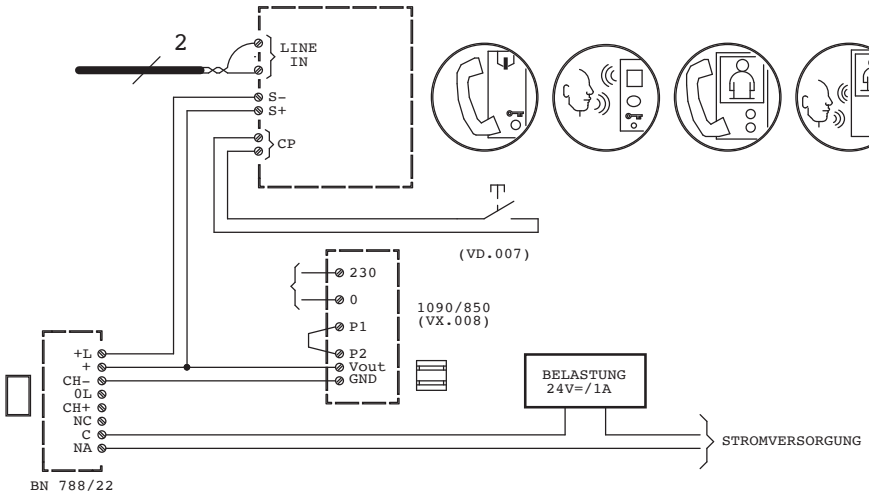 2
LINE
IN
S-
S+
CP
(VD.007)
230
0
P1
P2
Vout
GND
1090/850
(VX.008)
+L
+
CH-
0L
CH+
NC
C
NA
BN 788/22
BELASTUNG
24V=/1A
STROMVERSORGUNG